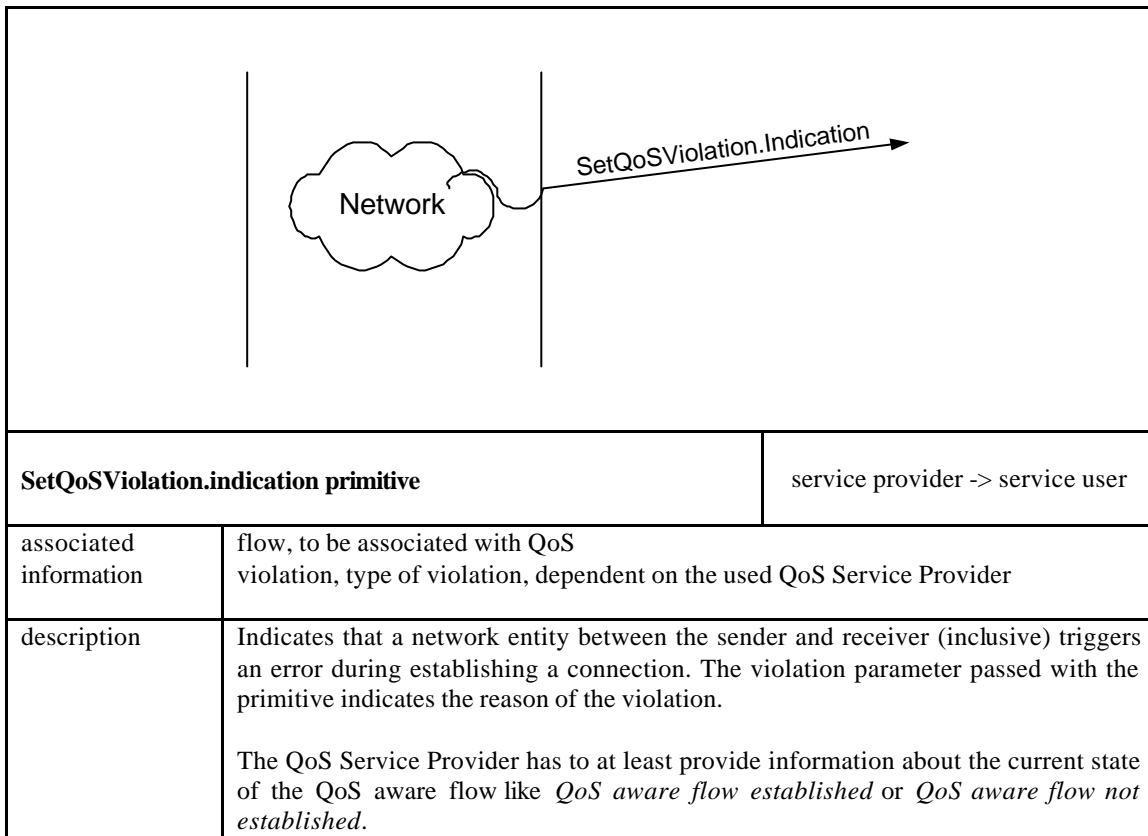 SetQoSViolation.Indication
Network
SetQoSViolation.indication primitive
service provider -> service user
associated
information
flow, to be associated with QoS
violation, type of violation, dependent on the used QoS Service Provider
description
Indicates that a network entity between the sender and receiver (inclusive) triggers
an error during establishing a connection. The violation parameter passed with the
primitive indicates the reason of the violation.
The QoS Service Provider has to at least provide information about the current state
of the QoS aware flow like QoS aware flow established or QoS aware flow not
established.